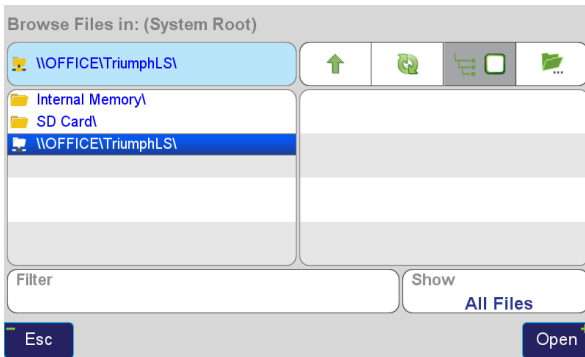 Browse Files in: (System Root)
\\OFFICE\TriumphLS\
...
Internal Memory\
SD Card\
\\OFFICE\TriumphLS\
Filter
Show
All Files
Esc
Open